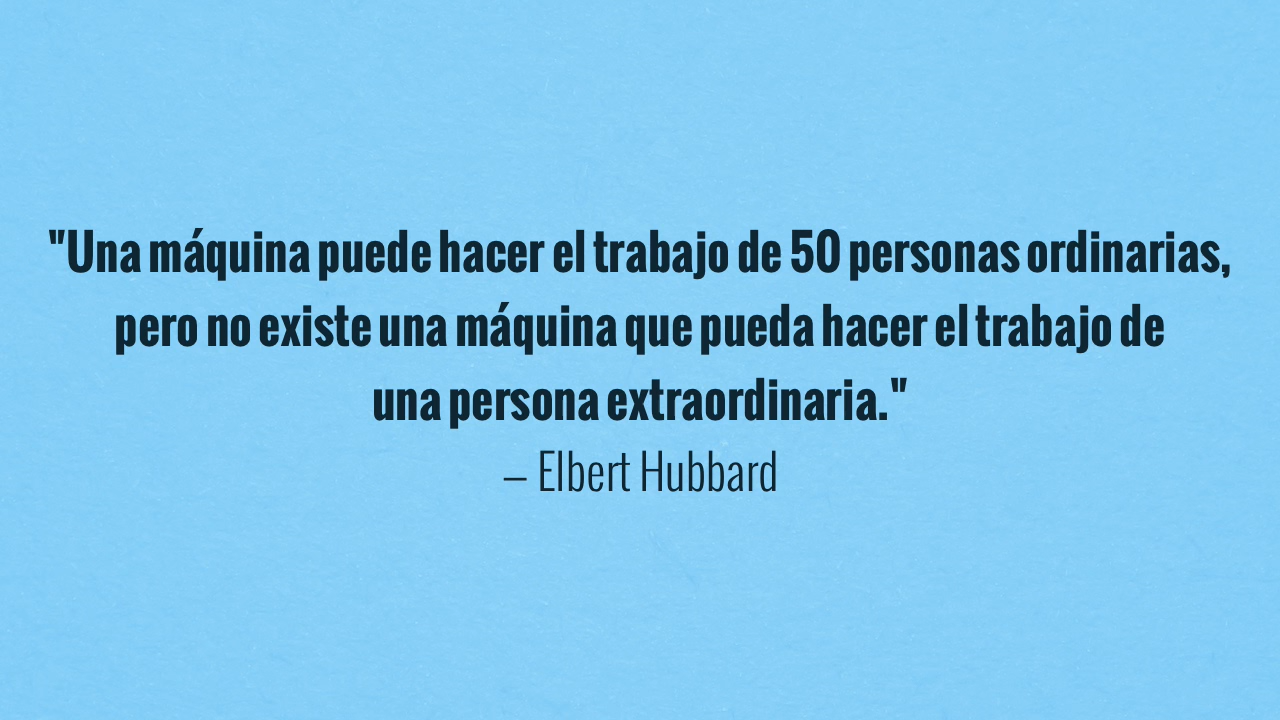 "Una máquina puede hacer el trabajo de 50 personas ordinarias,
pero no existe una máquina que pueda hacer el trabajo de
una persona extraordinaria."
– Elbert Hubbard